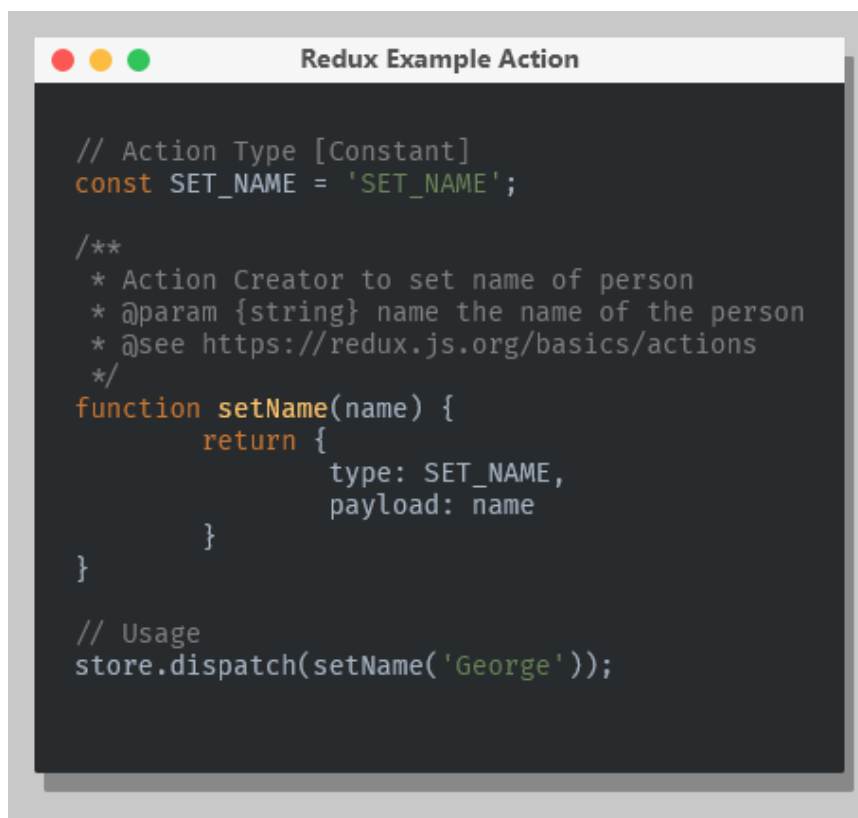 Redux Example Action
// Action Type [Constant]
const SET_NAME = 'SET_NAME';
/**
 * Action Creator to set name of person
 * @param {string} name the name of the person
 * @see https://redux.js.org/basics/actions
 */
function setName(name) {
        return {
                type: SET_NAME,
                payload: name
        }
}
// Usage
store.dispatch(setName('George'));